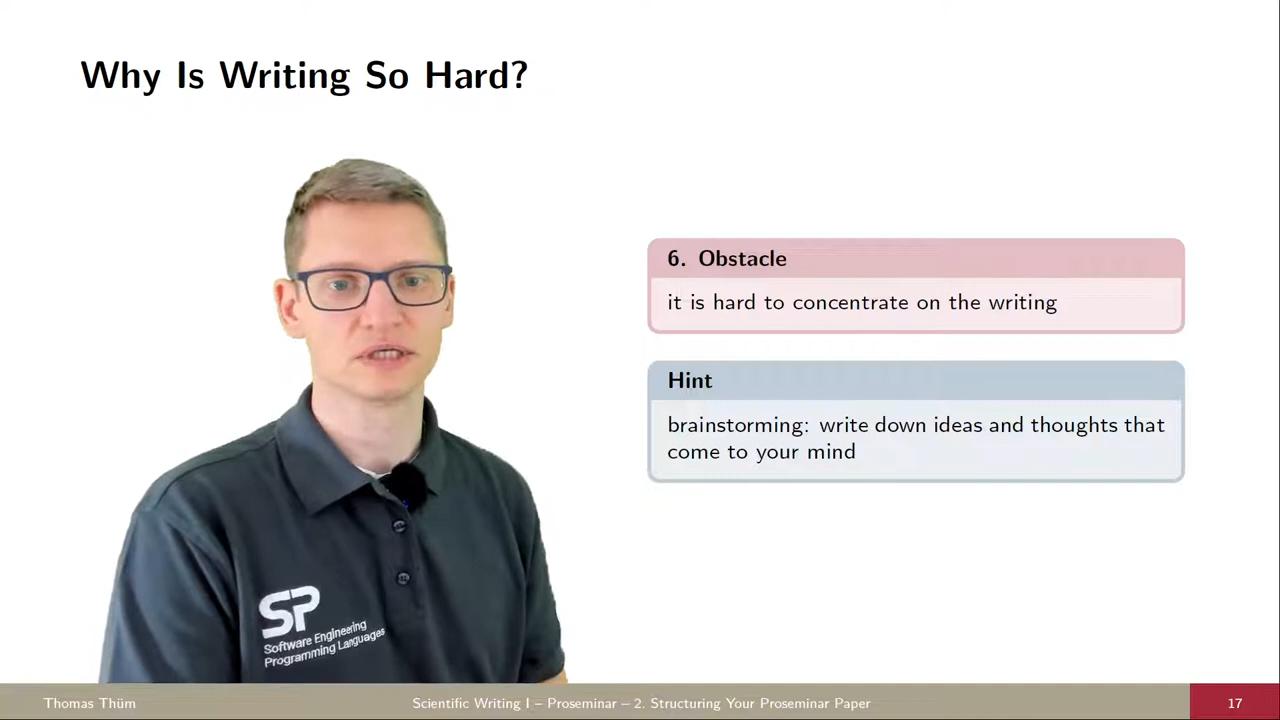 Why Is Writing So Hard?
6. Obstacle
it is hard to concentrate on the writing
Hint
brainstorming: write down ideas and thoughts that
come to your mind
SP
Software Engineering
Programming Languages
Thomas Thüm
Scientific Writing I – Proseminar – 2. Structuring Your Proseminar Paper
17